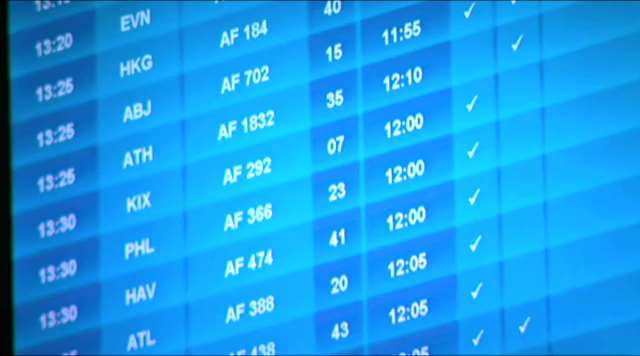 13:20 EVN
13:25 HKG AF 184 40
13:25 ABJ AF 702 15 11:55 ✓
13:25 ATH AF 1832 35 12:10 ✓
13:30 KIX AF 292 07 12:00 ✓
13:30 PHL AF 366 23 12:00 ✓
13:30 HAV AF 474 41 12:00 ✓
ATL AF 388 20 12:05 ✓
AF 438 43 12:05 ✓
✓ ✓